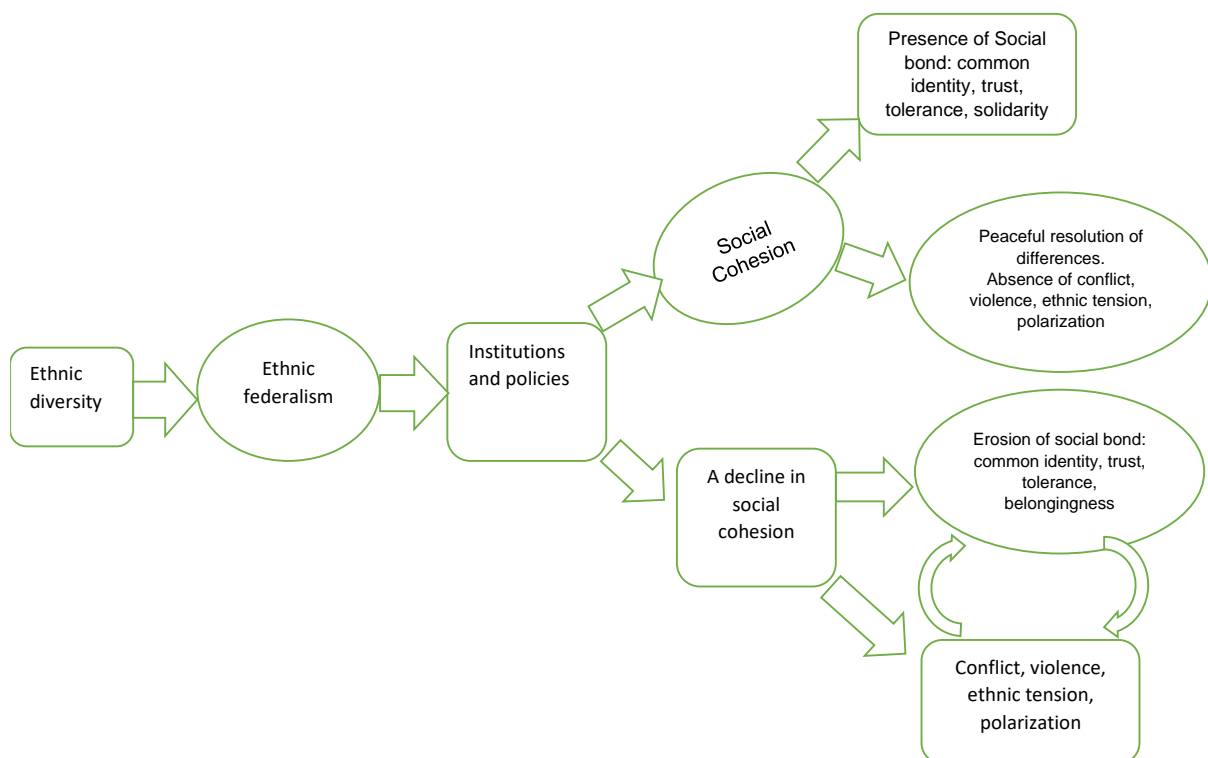 Presence of Social
bond: common
identity, trust,
tolerance, solidarity
Social
Cohesion
Peaceful resolution of
differences.
Absence of conflict,
violence, ethnic tension,
polarization
Ethnic
diversity
Ethnic
federalism
Institutions
and policies
A decline in
social
cohesion
Erosion of social bond:
common identity, trust,
tolerance,
belongingness
Conflict, violence,
ethnic tension,
polarization